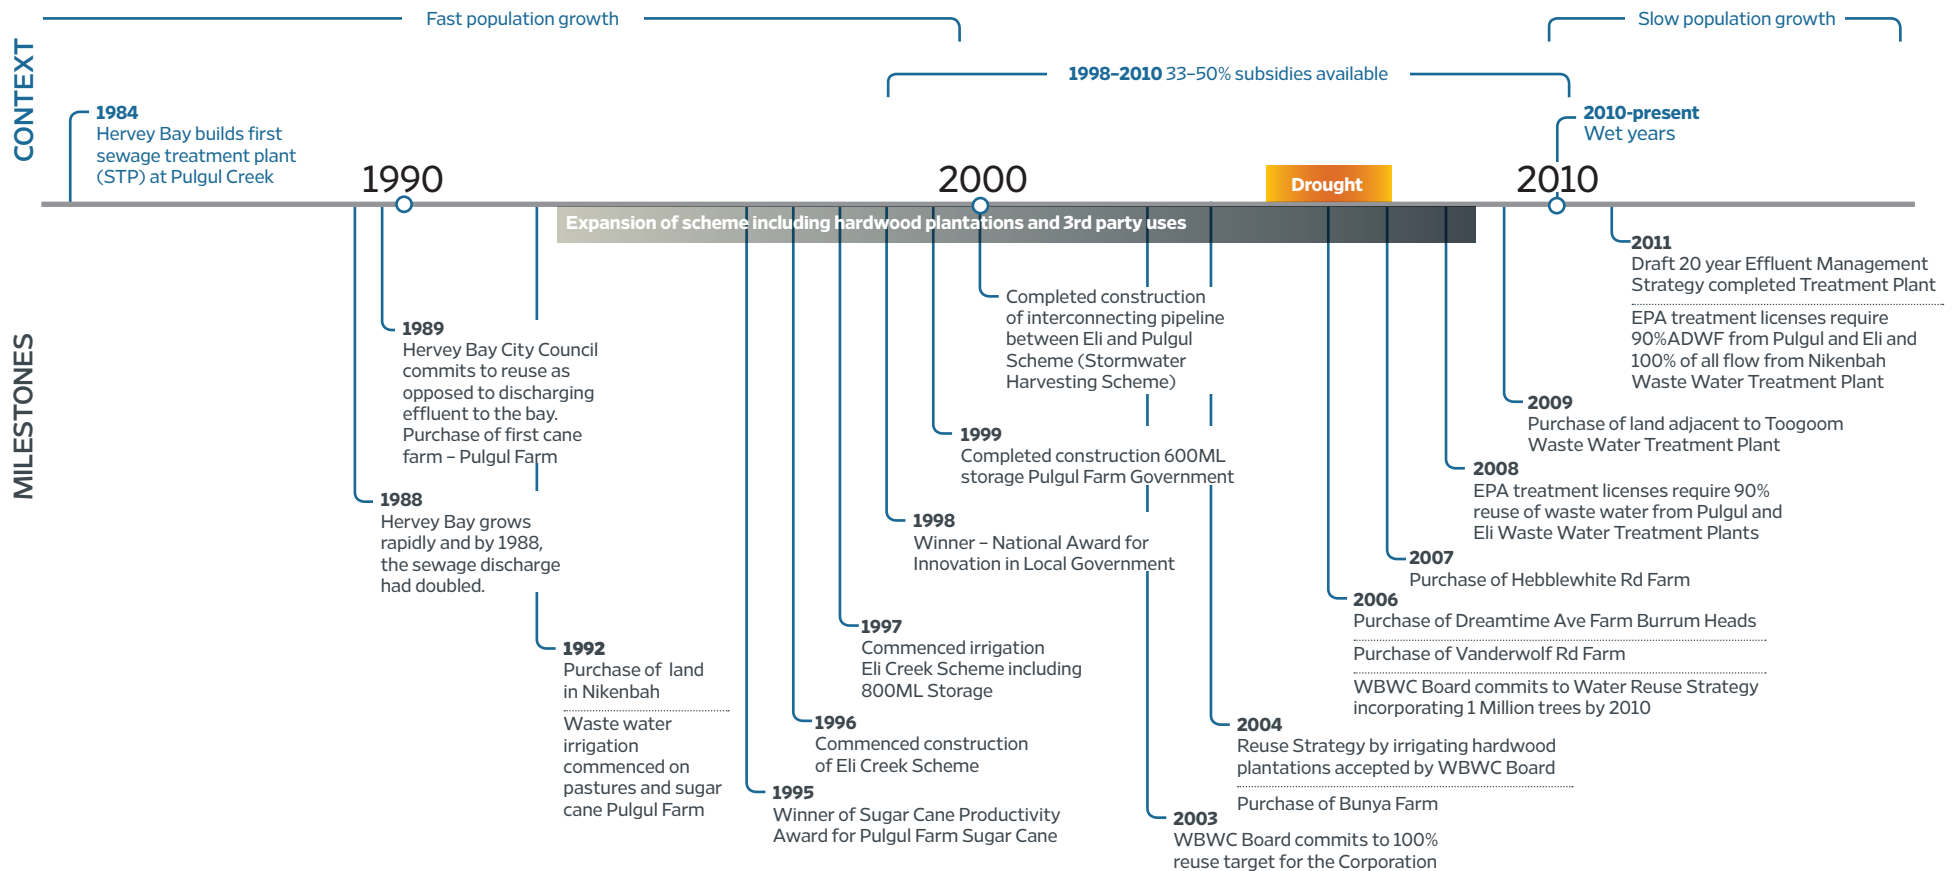 Fast population growth
Slow population growth
CONTEXT
1998–2010 33–50% subsidies available
1984
Hervey Bay builds first
sewage treatment plant
(STP) at Pulgul Creek
2010-present
Wet years
1990
2000
Drought
2010
Expansion of scheme including hardwood plantations and 3rd party uses
MILESTONES
1989
Hervey Bay City Council
commits to reuse as
opposed to discharging
effluent to the bay.
Purchase of first cane
farm – Pulgul Farm
1988
Hervey Bay grows
rapidly and by 1988,
the sewage discharge
had doubled.
1992
Purchase of land
in Nikenbah
Waste water
irrigation
commenced on
pastures and sugar
cane Pulgul Farm
1995
Winner of Sugar Cane Productivity
Award for Pulgul Farm Sugar Cane
1996
Commenced construction
of Eli Creek Scheme
1997
Commenced irrigation
Eli Creek Scheme including
800ML Storage
1998
Winner – National Award for
Innovation in Local Government
1999
Completed construction 600ML
storage Pulgul Farm Government
Completed construction
of interconnecting pipeline
between Eli and Pulgul
Scheme (Stormwater
Harvesting Scheme)
2003
WBWC Board commits to 100%
reuse target for the Corporation
2004
Reuse Strategy by irrigating hardwood
plantations accepted by WBWC Board
Purchase of Bunya Farm
2006
Purchase of Dreamtime Ave Farm Burrum Heads
Purchase of Vanderwolf Rd Farm
WBWC Board commits to Water Reuse Strategy
incorporating 1 Million trees by 2010
2007
Purchase of Hebblewhite Rd Farm
2008
EPA treatment licenses require 90%
reuse of waste water from Pulgul and
Eli Waste Water Treatment Plants
2009
Purchase of land adjacent to Toogoom
Waste Water Treatment Plant
2011
Draft 20 year Effluent Management
Strategy completed Treatment Plant
EPA treatment licenses require
90%ADWF from Pulgul and Eli and
100% of all flow from Nikenbah
Waste Water Treatment Plant